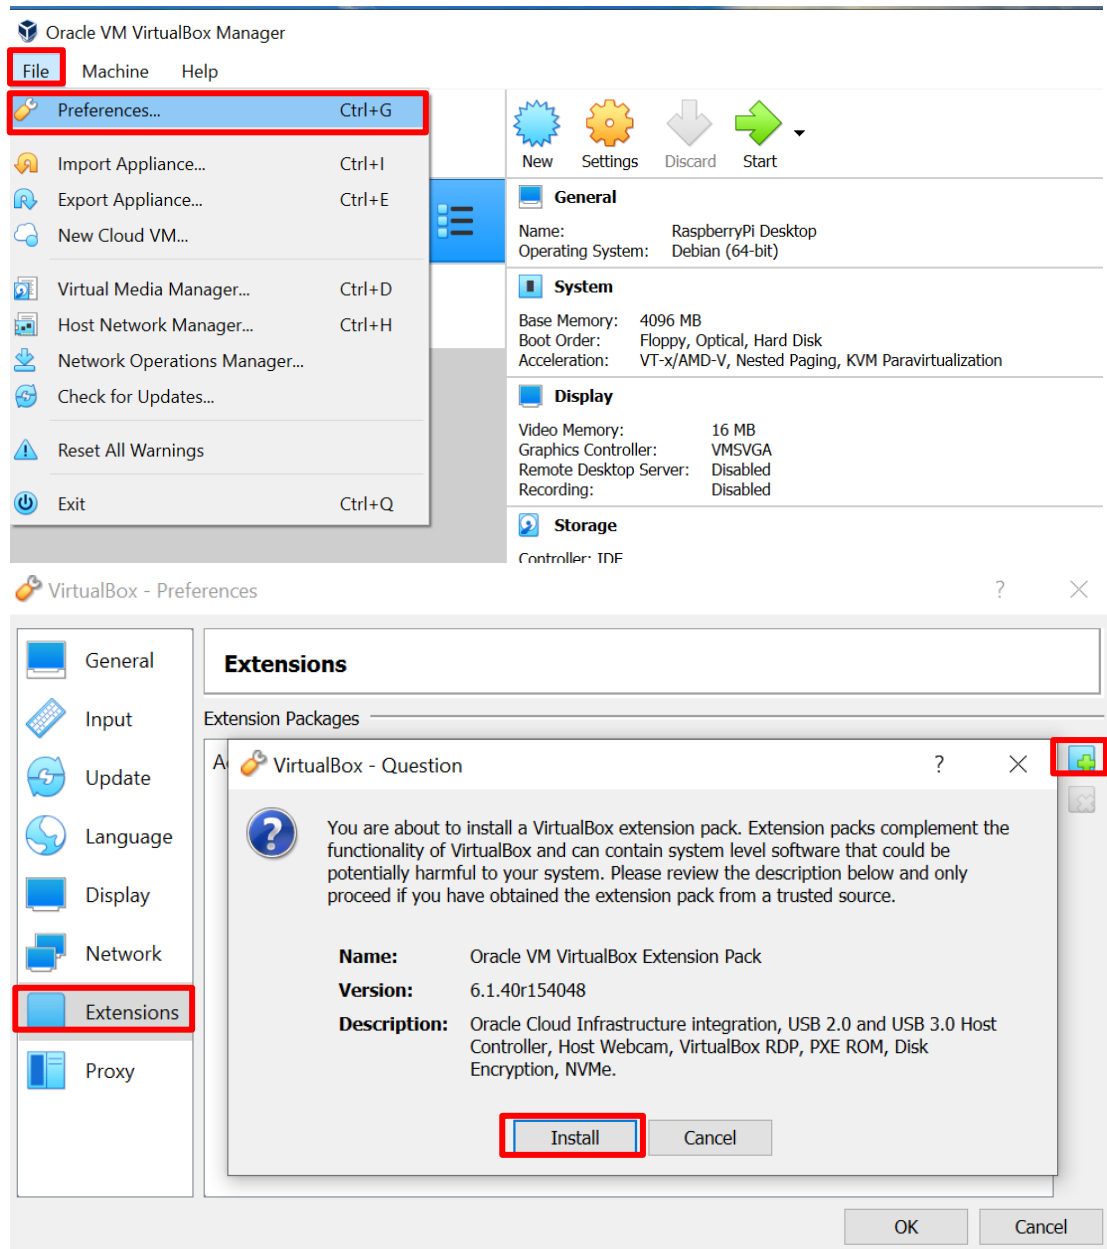 Oracle VM VirtualBox Manager
File Machine Help
Preferences... Ctrl+G
Import Appliance... Ctrl+I
Export Appliance... Ctrl+E
New Cloud VM...
Virtual Media Manager... Ctrl+D
Host Network Manager... Ctrl+H
Network Operations Manager...
Check for Updates...
Reset All Warnings
Exit Ctrl+Q
New Settings Discard Start
General
Name: RaspberryPi Desktop
Operating System: Debian (64-bit)
System
Base Memory: 4096 MB
Boot Order: Floppy, Optical, Hard Disk
Acceleration: VT-x/AMD-V, Nested Paging, KVM Paravirtualization
Display
Video Memory: 16 MB
Graphics Controller: VMSVGA
Remote Desktop Server: Disabled
Recording: Disabled
Storage
Controller: IDE
VirtualBox - Preferences ?
General
Input
Update
Language
Display
Network
Extensions
Proxy
Extensions
Extension Packages
VirtualBox - Question ?
You are about to install a VirtualBox extension pack. Extension packs complement the
functionality of VirtualBox and can contain system level software that could be
potentially harmful to your system. Please review the description below and only
proceed if you have obtained the extension pack from a trusted source.
Name: Oracle VM VirtualBox Extension Pack
Version: 6.1.40r154048
Description: Oracle Cloud Infrastructure integration, USB 2.0 and USB 3.0 Host
Controller, Host Webcam, VirtualBox RDP, PXE ROM, Disk
Encryption, NVMe.
Install Cancel
OK Cancel